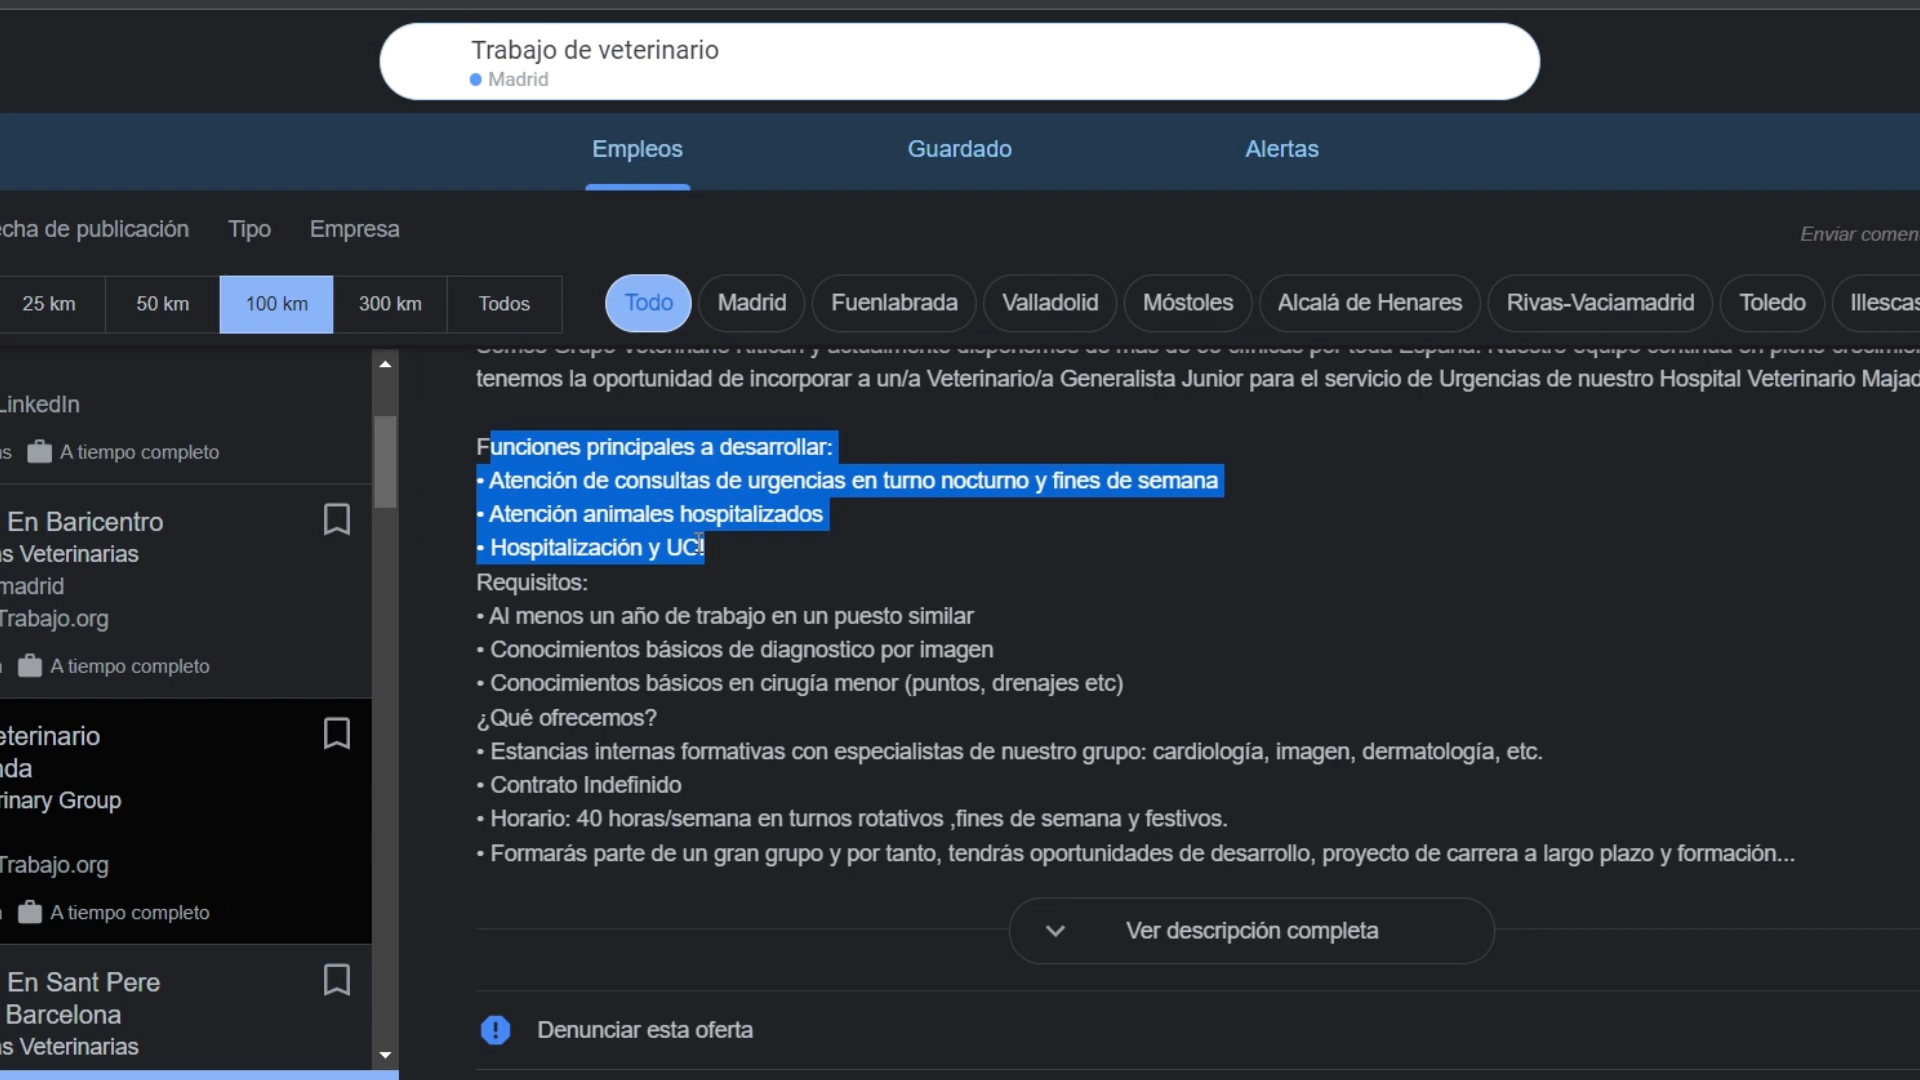 Trabajo de veterinario
Madrid
Empleos Guardado Alertas
echa de publicación Tipo Empresa
Enviar coment
25 km 50 km 100 km 300 km Todos
Todo Madrid Fuenlabrada Valladolid Móstoles Alcalá de Henares Rivas-Vaciamadrid Toledo Illescas
LinkedIn
as A tiempo completo
En Baricentro
as Veterinarias
madrid
Trabajo.org
A tiempo completo
eterinario
nda
rinary Group
Trabajo.org
A tiempo completo
En Sant Pere
Barcelona
as Veterinarias
tenemos la oportunidad de incorporar a un/a Veterinario/a Generalista Junior para el servicio de Urgencias de nuestro Hospital Veterinario Majad
Funciones principales a desarrollar:
• Atención de consultas de urgencias en turno nocturno y fines de semana
• Atención animales hospitalizados
• Hospitalización y UCI
Requisitos:
• Al menos un año de trabajo en un puesto similar
• Conocimientos básicos de diagnostico por imagen
• Conocimientos básicos en cirugía menor (puntos, drenajes etc)
¿Qué ofrecemos?
• Estancias internas formativas con especialistas de nuestro grupo: cardiología, imagen, dermatología, etc.
• Contrato Indefinido
• Horario: 40 horas/semana en turnos rotativos ,fines de semana y festivos.
• Formarás parte de un gran grupo y por tanto, tendrás oportunidades de desarrollo, proyecto de carrera a largo plazo y formación...
Ver descripción completa
Denunciar esta oferta